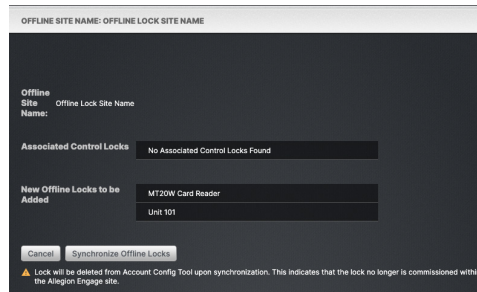 OFFLINE SITE NAME: OFFLINE LOCK SITE NAME
Offline
Site Offline Lock Site Name
Name:
Associated Control Locks No Associated Control Locks Found
New Offline Locks to be MT20W Card Reader
Added
Unit 101
Cancel Synchronize Offline Locks
Lock will be deleted from Account Config Tool upon synchronization. This indicates that the lock no longer is commissioned withi
the Allegion Engage site.